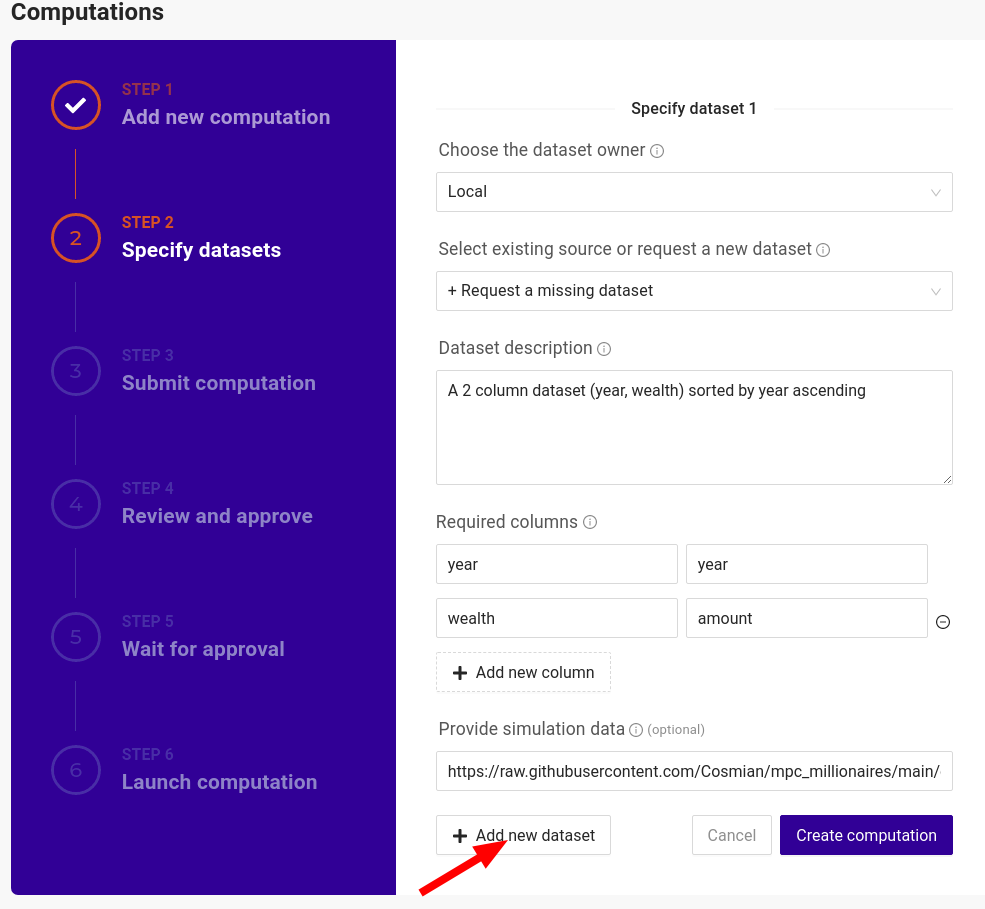 Computations
STEP 1
Add new computation
2
STEP 2
Specify datasets
3
STEP 3
Submit computation
4
STEP 4
Review and approve
5
STEP 5
Wait for approval
6
STEP 6
Launch computation
Specify dataset 1
Choose the dataset owner
Local
Select existing source or request a new dataset
+ Request a missing dataset
Dataset description
A 2 column dataset (year, wealth) sorted by year ascending
Required columns
year year
wealth amount
Add new column
Provide simulation data (optional)
https://raw.githubusercontent.com/Cosmian/mpc_millionaires/main/
Add new dataset Cancel Create computation